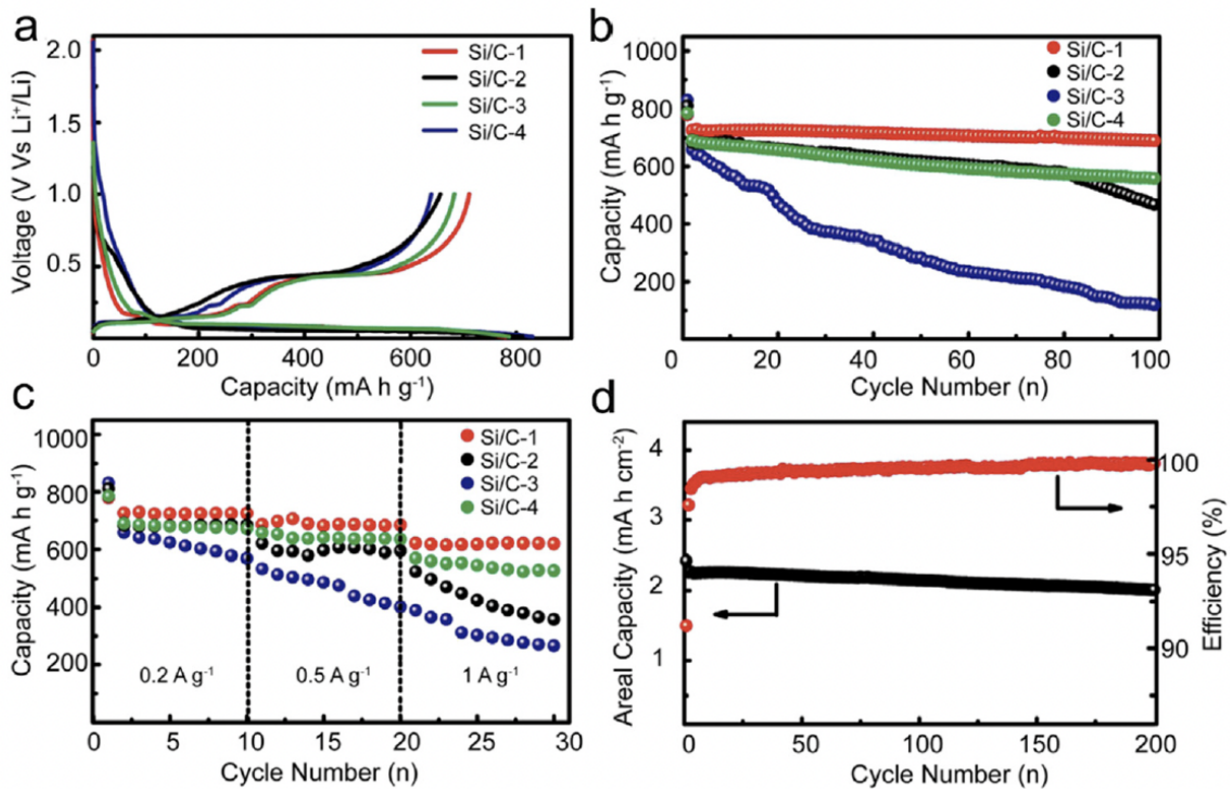 a
2.0
1.5
1.0
0.5
0
200
400
600
800
Voltage (V Vs Li⁺/Li)
Capacity (mA h g⁻¹)
Si/C-1
Si/C-2
Si/C-3
Si/C-4
b
1000
800
600
400
200
0
20
40
60
80
100
Capacity (mA h g⁻¹)
Cycle Number (n)
Si/C-1
Si/C-2
Si/C-3
Si/C-4
c
1000
800
600
400
200
0
5
10
15
20
25
30
Capacity (mA h g⁻¹)
Cycle Number (n)
Si/C-1
Si/C-2
Si/C-3
Si/C-4
0.2 A g⁻¹
0.5 A g⁻¹
1 A g⁻¹
d
4
3
2
1
0
50
100
150
200
100
95
90
Areal Capacity (mA h cm⁻²)
Efficiency (%)
Cycle Number (n)